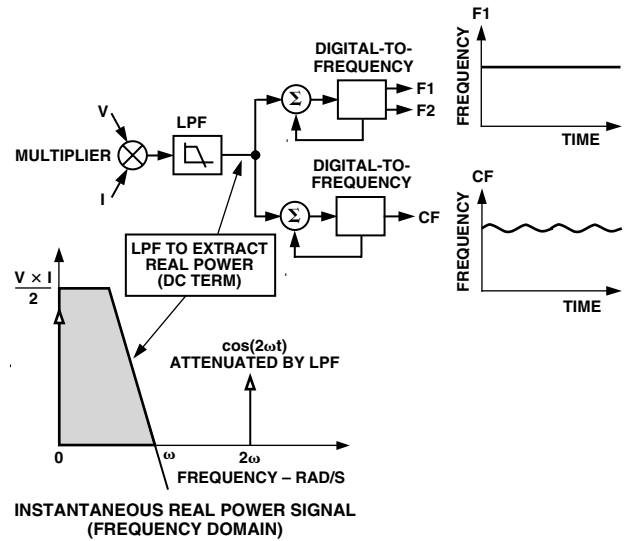 DIGITAL-TO-
FREQUENCY
F1
F2
V
LPF
MULTIPLIER
I
Σ
DIGITAL-TO-
FREQUENCY
Σ
CF
F1
FREQUENCY
TIME
CF
FREQUENCY
TIME
LPF TO EXTRACT
REAL POWER
(DC TERM)
V × I
2
cos(2ωt)
ATTENUATED BY LPF
0
ω
2ω
FREQUENCY – RAD/S
INSTANTANEOUS REAL POWER SIGNAL
(FREQUENCY DOMAIN)